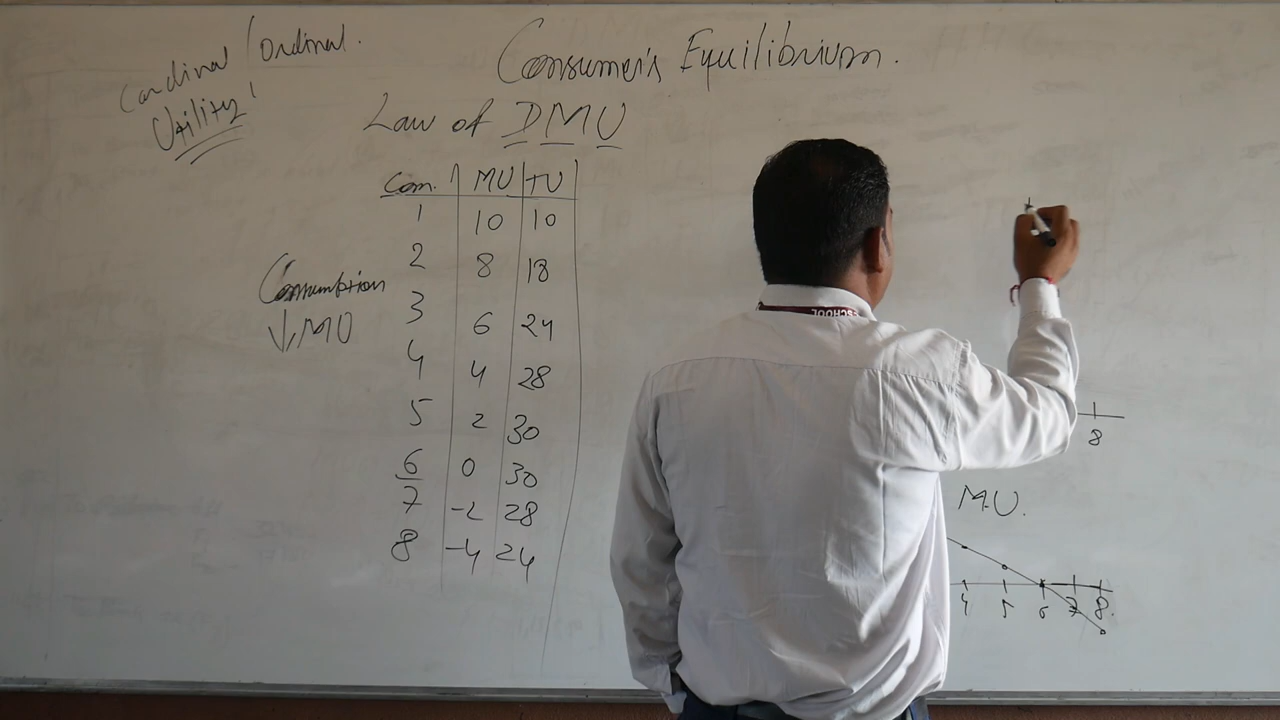 Cardinal / Ordinal.
Utility'
Consumer's Equilibrium.
Law of DMU
Com. MU TU
1 10 10
2 8 18
3 6 24
4 4 28
5 2 30
6 0 30
7 -2 28
8 -4 24
Consumption
↓MU
SCHOOL
8
M.U.
4 5 6 7 8.